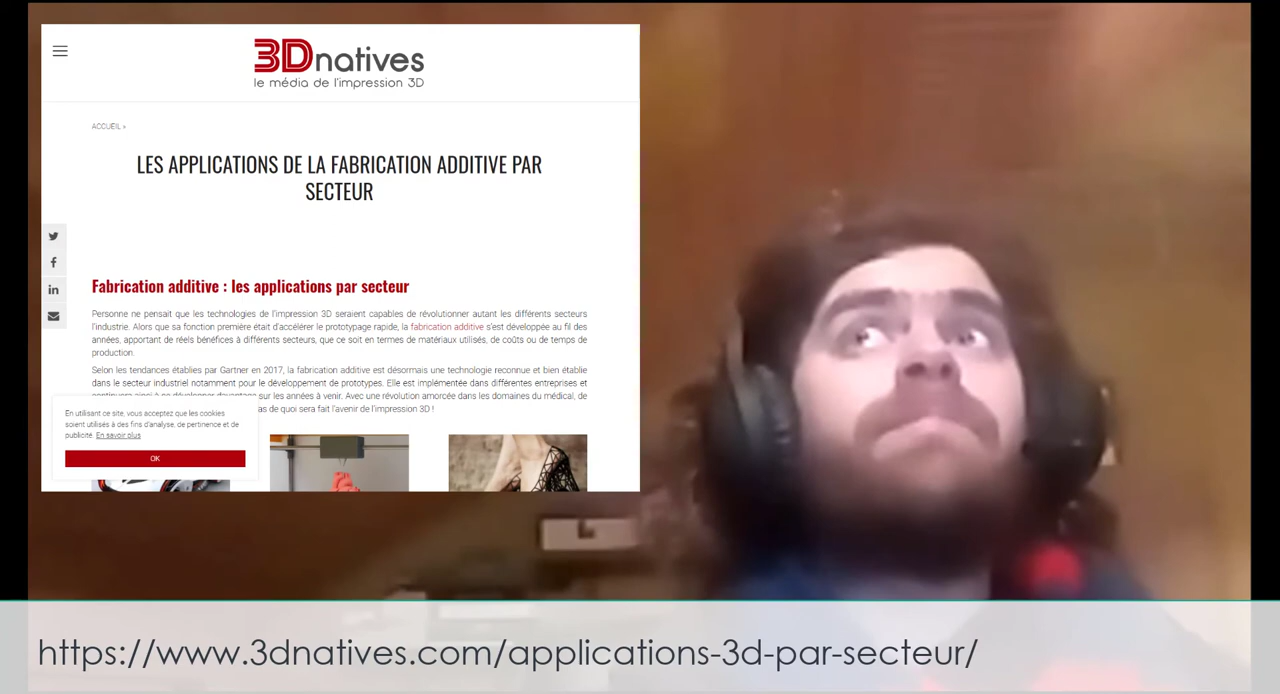 3Dnatives
le média de l'impression 3D
ACCUEIL »
LES APPLICATIONS DE LA FABRICATION ADDITIVE PAR
SECTEUR
Fabrication additive : les applications par secteur
Personne ne pensait que les technologies de l'impression 3D seraient capables de révolutionner autant les différents secteurs
l'industrie. Alors que sa fonction première était d'accélérer le prototypage rapide, la fabrication additive s'est développée au fil des
années, apportant de réels bénéfices à différents secteurs, que ce soit en termes de matériaux utilisés, de coûts ou de temps de
production.
Selon les tendances établies par Gartner en 2017, la fabrication additive est désormais une technologie reconnue et bien établie
dans le secteur industriel notamment pour le développement de prototypes. Elle est implémentée dans différentes entreprises et
sur les années à venir. Avec une révolution amorcée dans les domaines du médical, de
as de quoi sera fait l'avenir de l'impression 3D !
En utilisant ce site, vous acceptez que les cookies
soient utilisés à des fins d'analyse, de pertinence et de
publicité. En savoir plus
OK
https://www.3dnatives.com/applications-3d-par-secteur/